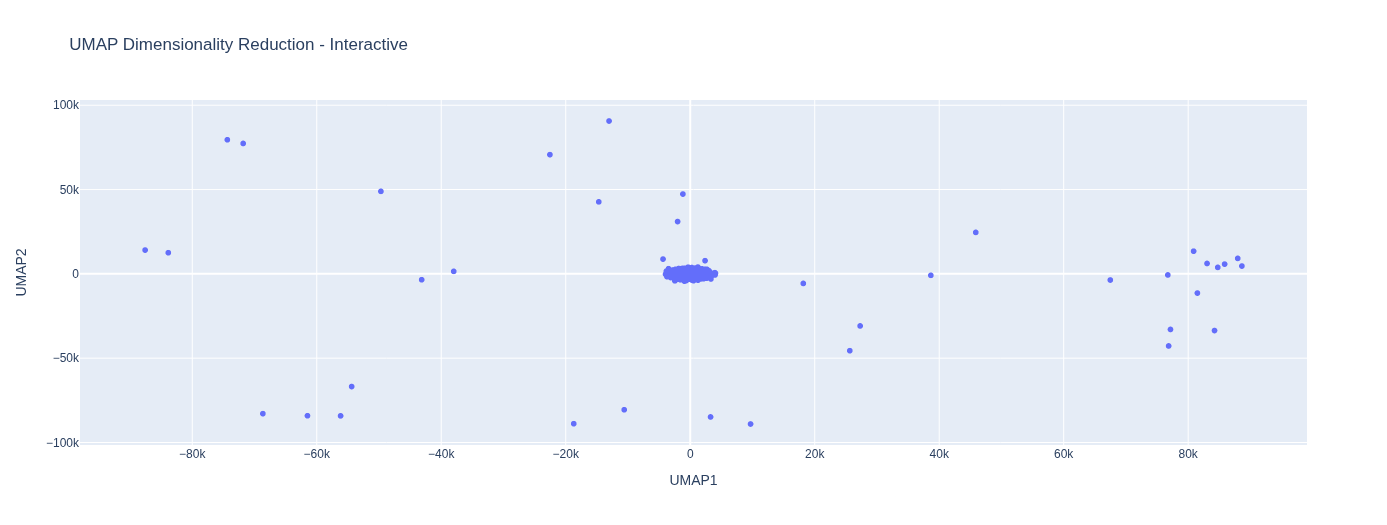 UMAP Dimensionality Reduction - Interactive
100k
50k
0
−50k
−100k
UMAP2
−80k
−60k
−40k
−20k
0
20k
40k
60k
80k
UMAP1